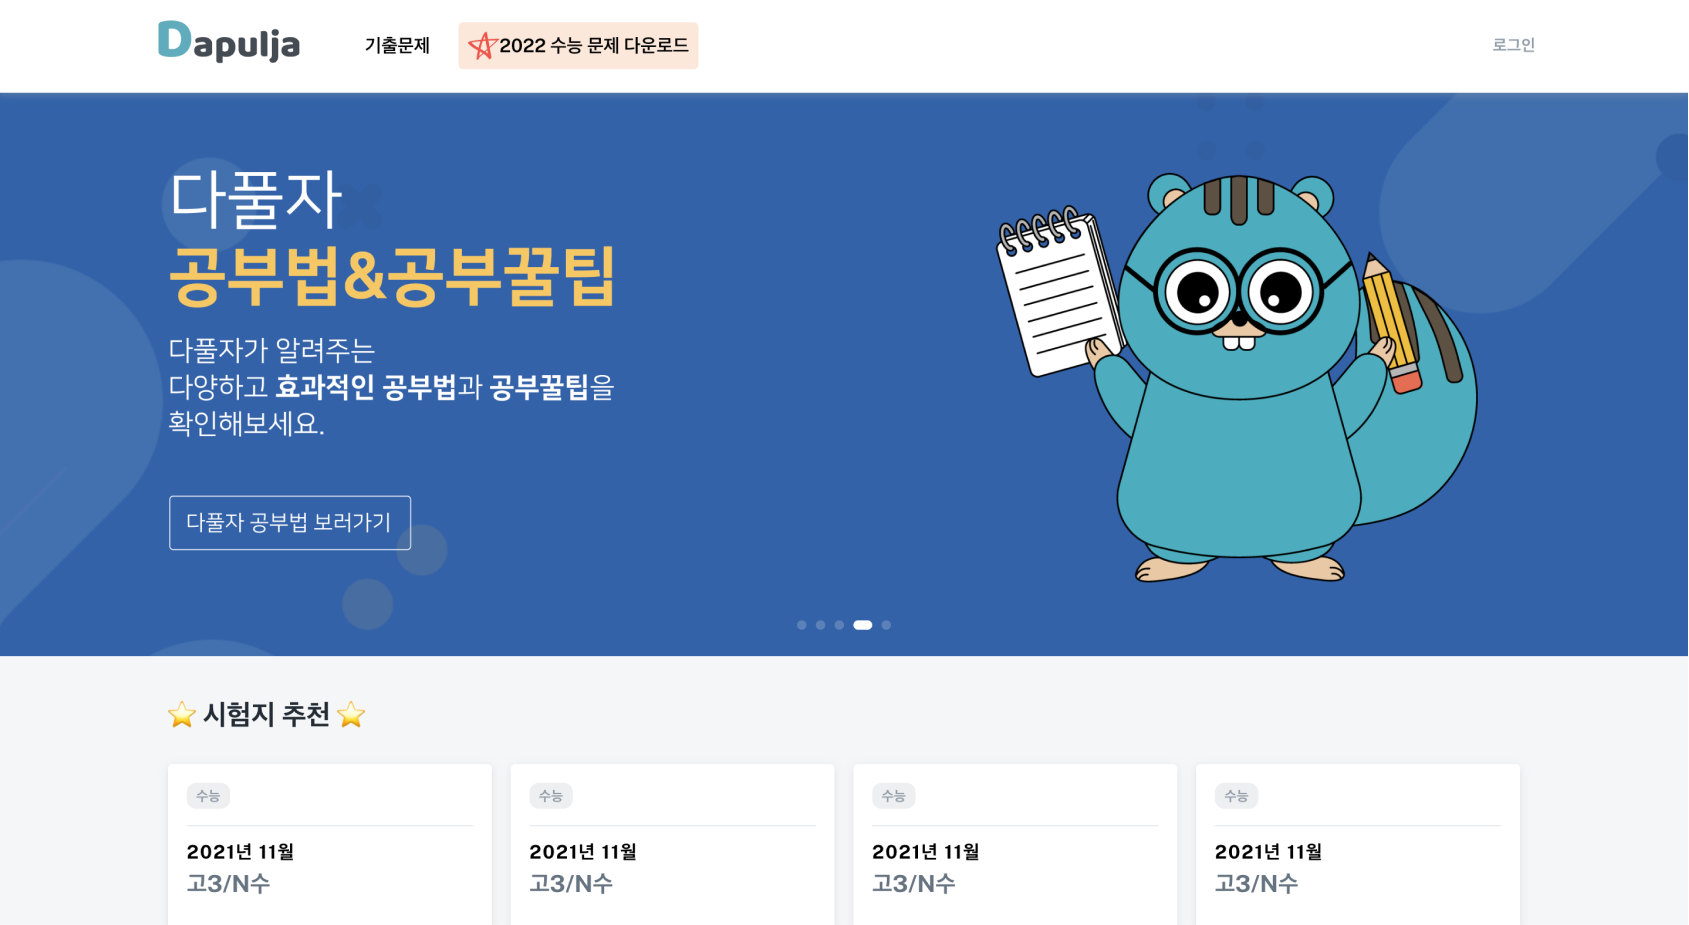 Dapulja
기출문제
2022 수능 문제 다운로드
로그인
다풀자
공부법&공부꿀팁
다풀자가 알려주는
다양하고 효과적인 공부법과 공부꿀팁을
확인해보세요.
다풀자 공부법 보러가기
시험지 추천
수능
2021년 11월
고3/N수
수능
2021년 11월
고3/N수
수능
2021년 11월
고3/N수
수능
2021년 11월
고3/N수